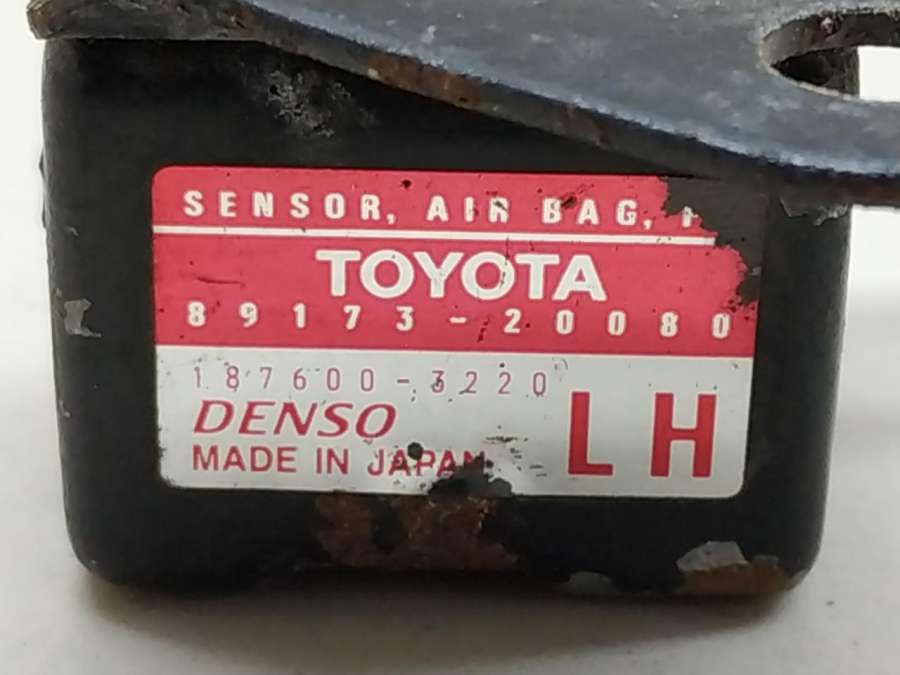 SENSOR, AIR BAG,
TOYOTA
89173-20080
187600-3220
DENSO
MADE IN JAPAN
LH